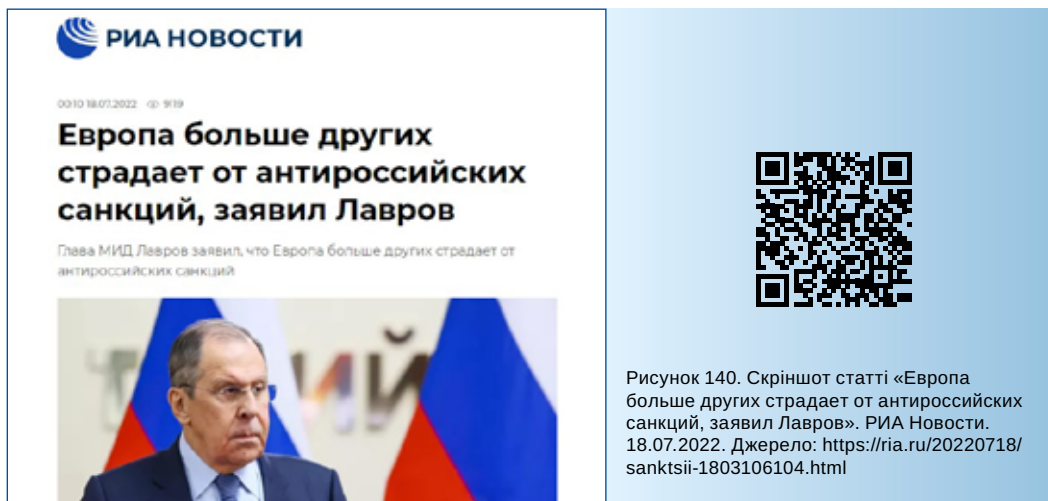 РИА НОВОСТИ
00:10 18.07.2022
Европа больше других
страдает от антироссийских
санкций, заявил Лавров
Глава МИД Лавров заявил, что Европа больше других страдает от
антироссийских санкций
Рисунок 140. Скріншот статті «Европа
больше других страдает от антироссийских
санкций, заявил Лавров». РИА Новости.
18.07.2022. Джерело: https://ria.ru/20220718/
sanktsii-1803106104.html